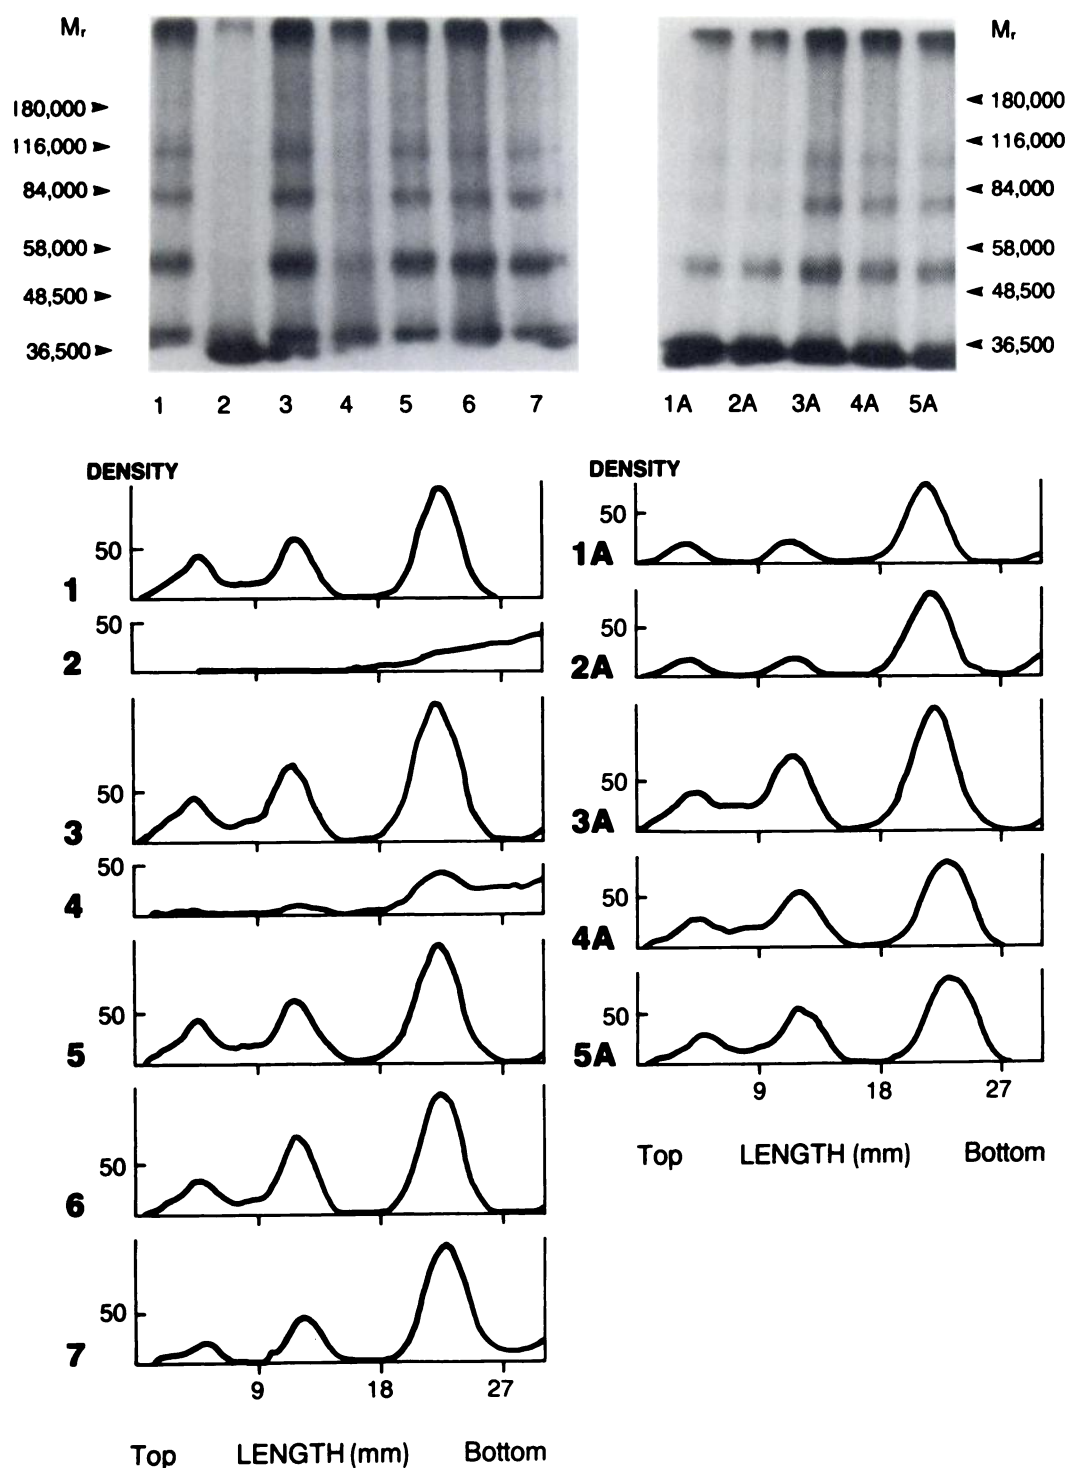 Mr
180,000
116,000
84,000
58,000
48,500
36,500
1 2 3 4 5 6 7
Mr
180,000
116,000
84,000
58,000
48,500
36,500
1A 2A 3A 4A 5A
DENSITY
50
1
50
2
50
3
50
4
50
5
50
6
50
7
9 18 27
Top LENGTH (mm) Bottom
DENSITY
50
1A
50
2A
50
3A
50
4A
50
5A
9 18 27
Top LENGTH (mm) Bottom